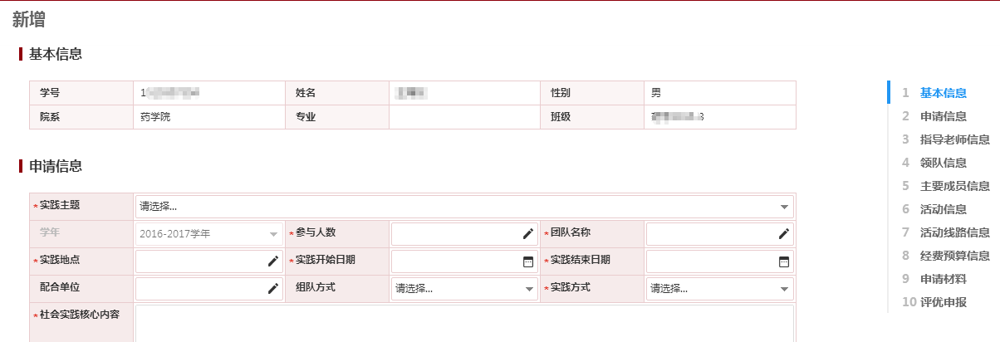 新增
基本信息
学号 1 姓名 性别 男
院系 药学院 专业 班级 3
申请信息
*实践主题 请选择...
学年 2016-2017学年 *参与人数 *团队名称
*实践地点 *实践开始日期 *实践结束日期
配合单位 组队方式 请选择... *实践方式 请选择...
*社会实践核心内容
1 基本信息
2 申请信息
3 指导老师信息
4 领队信息
5 主要成员信息
6 活动信息
7 活动线路信息
8 经费预算信息
9 申请材料
10 评优申报